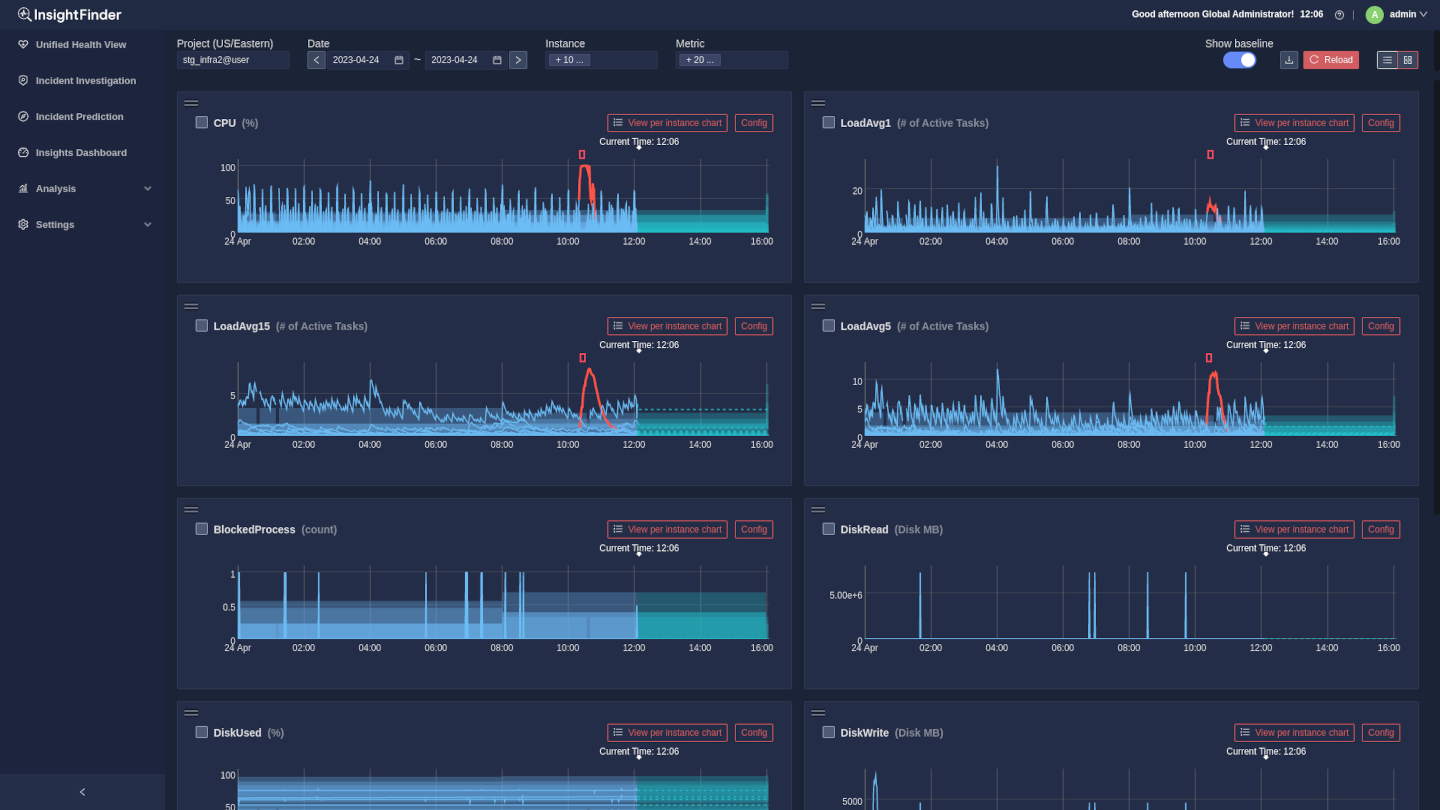 InsightFinder
Good afternoon Global Administrator! 12:06
A
admin
Unified Health View
Incident Investigation
Incident Prediction
Insights Dashboard
Analysis
Settings
Project (US/Eastern)
Date
Instance
Metric
Show baseline
stg_infra2@user
2023-04-24
~
2023-04-24
+ 10 ...
+ 20 ...
Reload
CPU (%)
View per instance chart
Config
Current Time: 12:06
100
50
0
24 Apr 02:00 04:00 06:00 08:00 10:00 12:00 14:00 16:00
LoadAvg1 (# of Active Tasks)
View per instance chart
Config
Current Time: 12:06
20
0
24 Apr 02:00 04:00 06:00 08:00 10:00 12:00 14:00 16:00
LoadAvg15 (# of Active Tasks)
View per instance chart
Config
Current Time: 12:06
5
0
24 Apr 02:00 04:00 06:00 08:00 10:00 12:00 14:00 16:00
LoadAvg5 (# of Active Tasks)
View per instance chart
Config
Current Time: 12:06
10
5
0
24 Apr 02:00 04:00 06:00 08:00 10:00 12:00 14:00 16:00
BlockedProcess (count)
View per instance chart
Config
Current Time: 12:06
1
0.5
0
24 Apr 02:00 04:00 06:00 08:00 10:00 12:00 14:00 16:00
DiskRead (Disk MB)
View per instance chart
Config
Current Time: 12:06
5.00e+6
0
24 Apr 02:00 04:00 06:00 08:00 10:00 12:00 14:00 16:00
DiskUsed (%)
View per instance chart
Config
Current Time: 12:06
100
50
DiskWrite (Disk MB)
View per instance chart
Config
Current Time: 12:06
5000